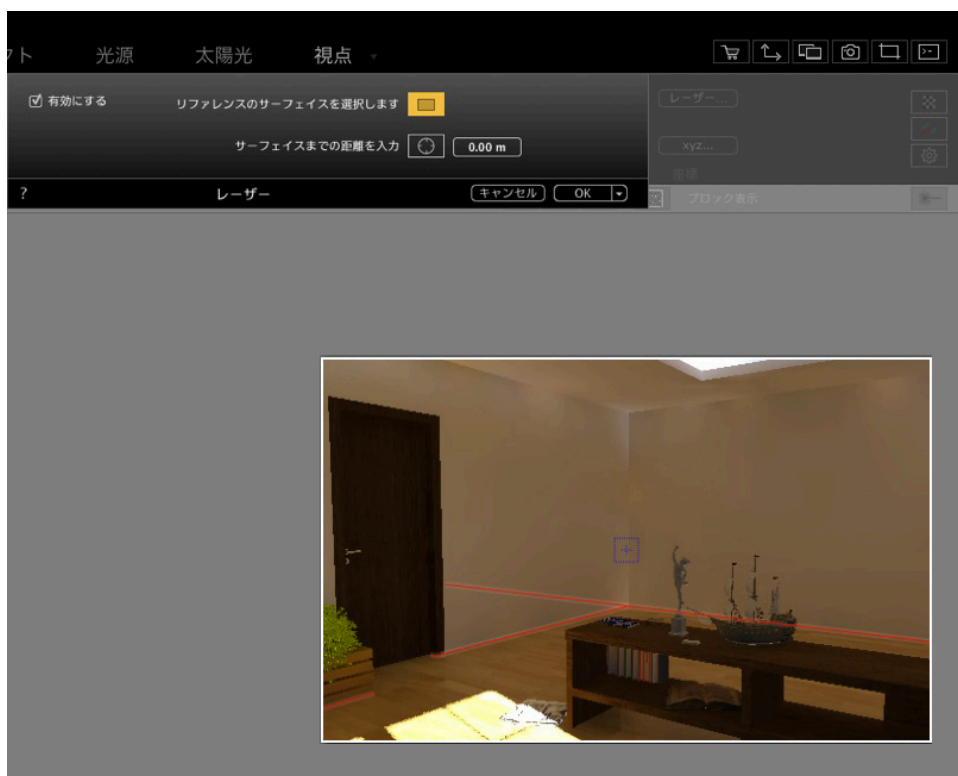 クト 光源 太陽光 視点
有効にする リファレンスのサーフェイスを選択します
サーフェイスまでの距離を入力 0.00 m
? レーザー キャンセル OK
レーザー...
xyz...
座標
ブロック表示